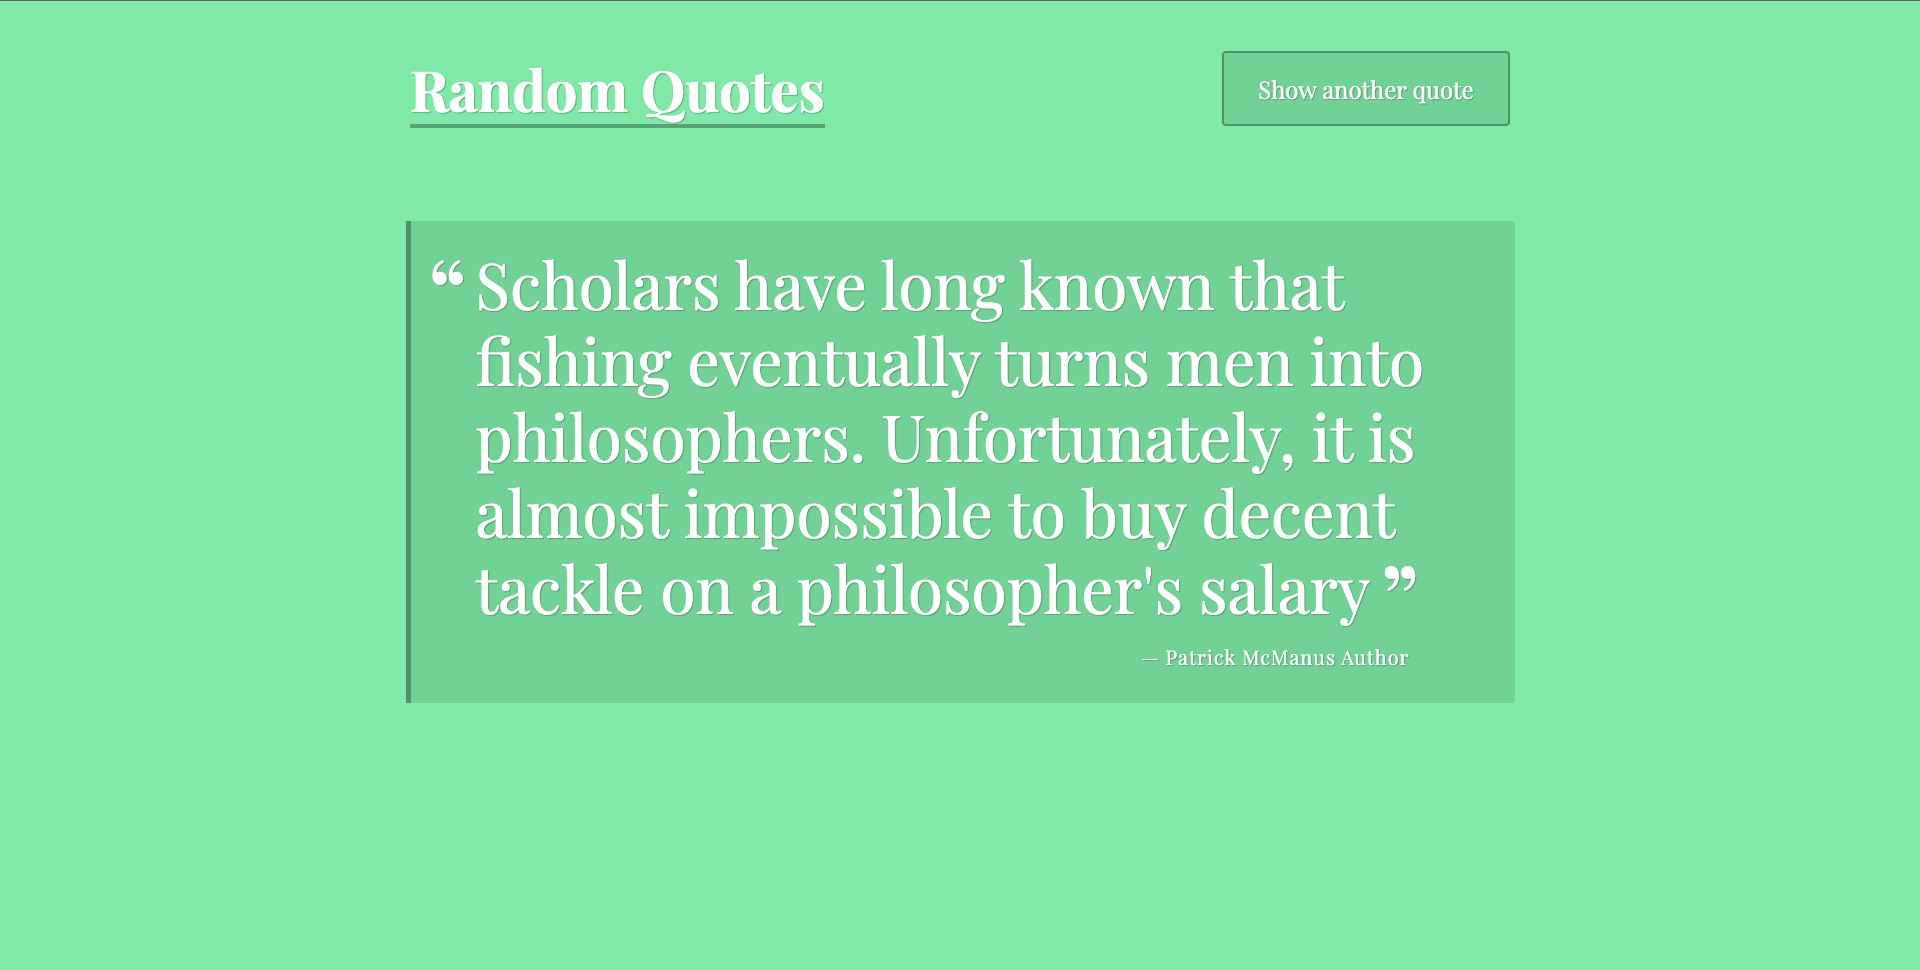 Random Quotes
Show another quote
“ Scholars have long known that
fishing eventually turns men into
philosophers. Unfortunately, it is
almost impossible to buy decent
tackle on a philosopher's salary ”
— Patrick McManus Author